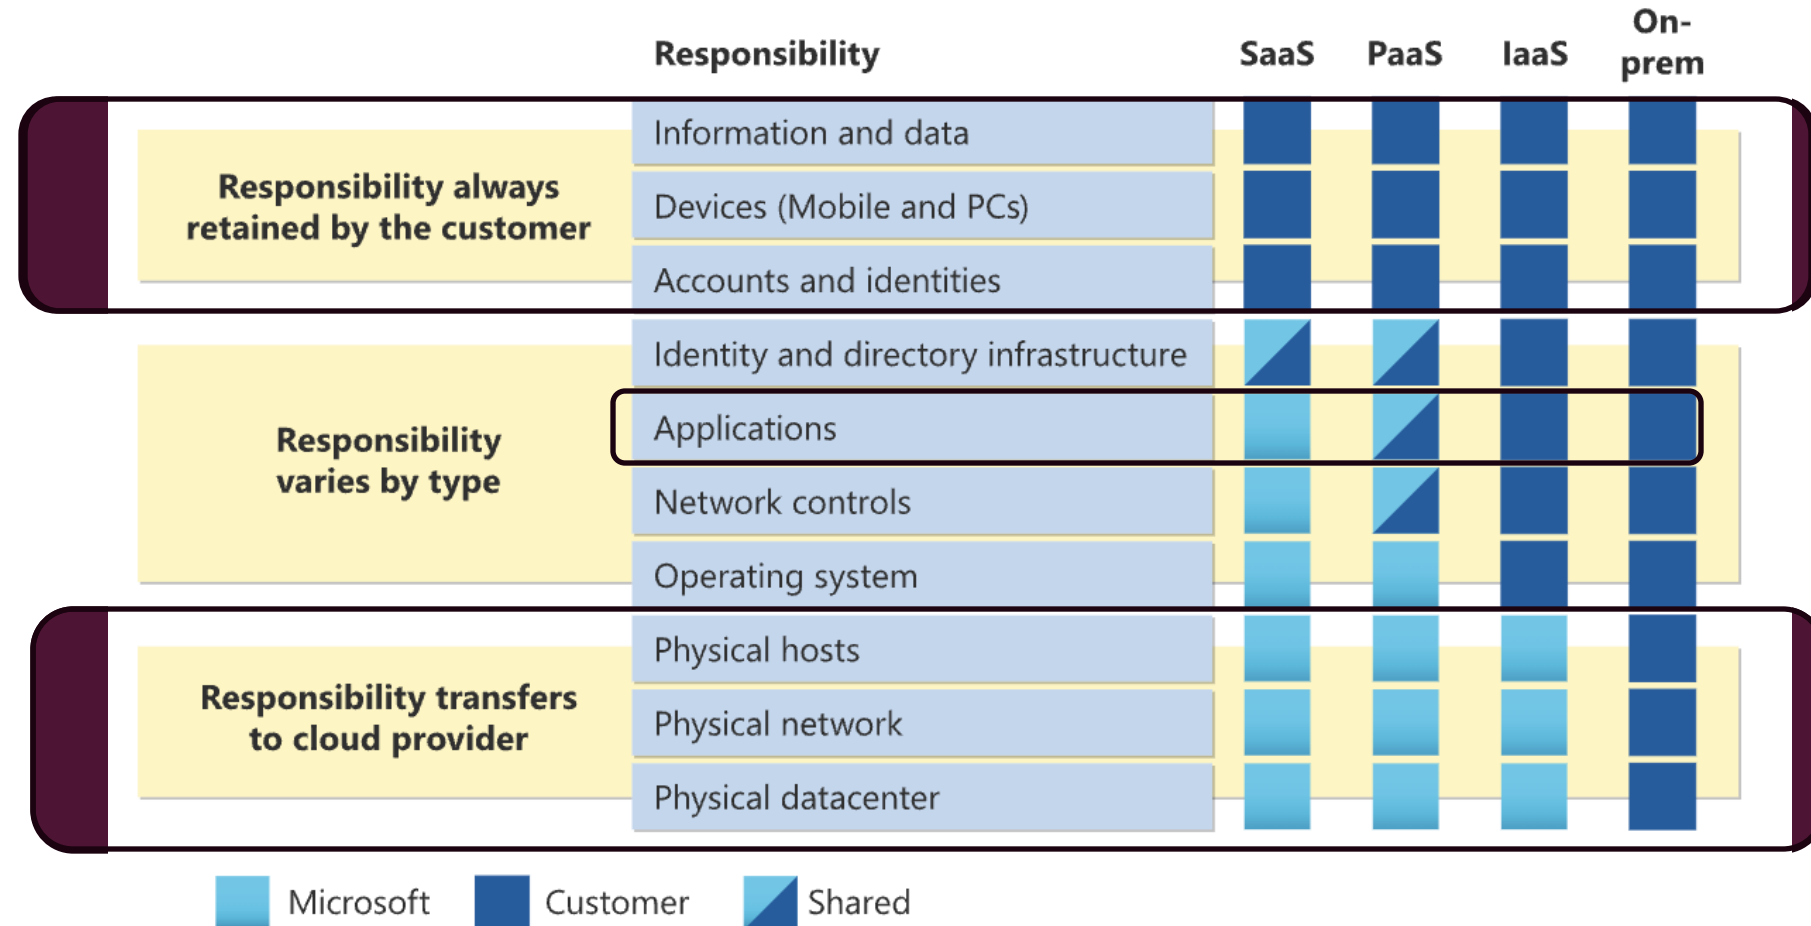 Responsibility SaaS PaaS IaaS On-
prem
Responsibility always
retained by the customer
Information and data
Devices (Mobile and PCs)
Accounts and identities
Responsibility
varies by type
Identity and directory infrastructure
Applications
Network controls
Operating system
Responsibility transfers
to cloud provider
Physical hosts
Physical network
Physical datacenter
Microsoft Customer Shared